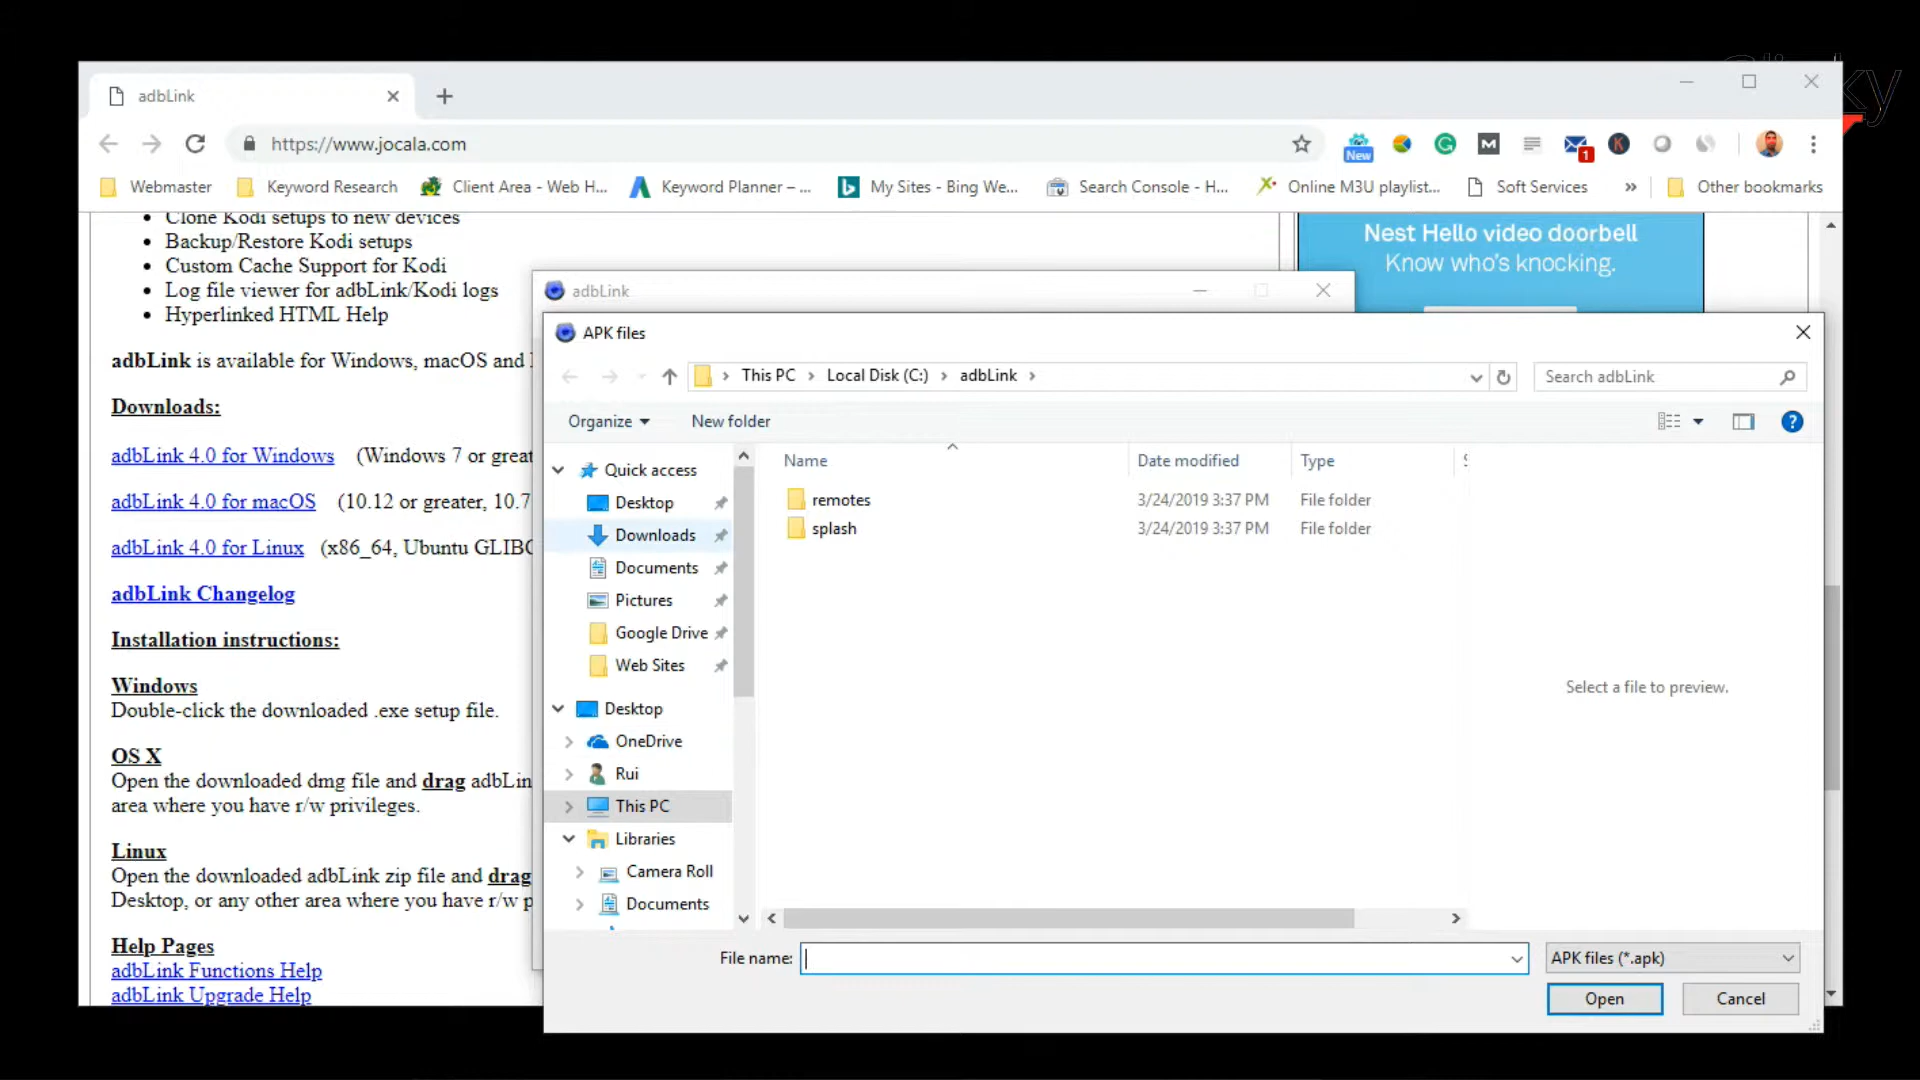 adbLink
https://www.jocala.com
New
1
Webmaster
Keyword Research
Client Area - Web H...
Keyword Planner – ...
My Sites - Bing We...
Search Console - H...
Online M3U playlist...
Soft Services
»
Other bookmarks
• Clone Kodi setups to new devices
• Backup/Restore Kodi setups
• Custom Cache Support for Kodi
• Log file viewer for adbLink/Kodi logs
• Hyperlinked HTML Help
Nest Hello video doorbell
Know who's knocking.
adbLink is available for Windows, macOS and
Downloads:
adbLink 4.0 for Windows (Windows 7 or great
adbLink 4.0 for macOS (10.12 or greater, 10.7
adbLink 4.0 for Linux (x86_64, Ubuntu GLIBC
adbLink Changelog
Installation instructions:
Windows
Double-click the downloaded .exe setup file.
OS X
Open the downloaded dmg file and drag adbLin
area where you have r/w privileges.
Linux
Open the downloaded adbLink zip file and drag
Desktop, or any other area where you have r/w p
Help Pages
adbLink Functions Help
adbLink Upgrade Help
adbLink
APK files
This PC › Local Disk (C:) › adbLink ›
Search adbLink
Organize
New folder
Quick access
Desktop
Downloads
Documents
Pictures
Google Drive
Web Sites
Desktop
OneDrive
Rui
This PC
Libraries
Camera Roll
Documents
Name Date modified Type
remotes 3/24/2019 3:37 PM File folder
splash 3/24/2019 3:37 PM File folder
Select a file to preview.
File name:
APK files (*.apk)
Open
Cancel